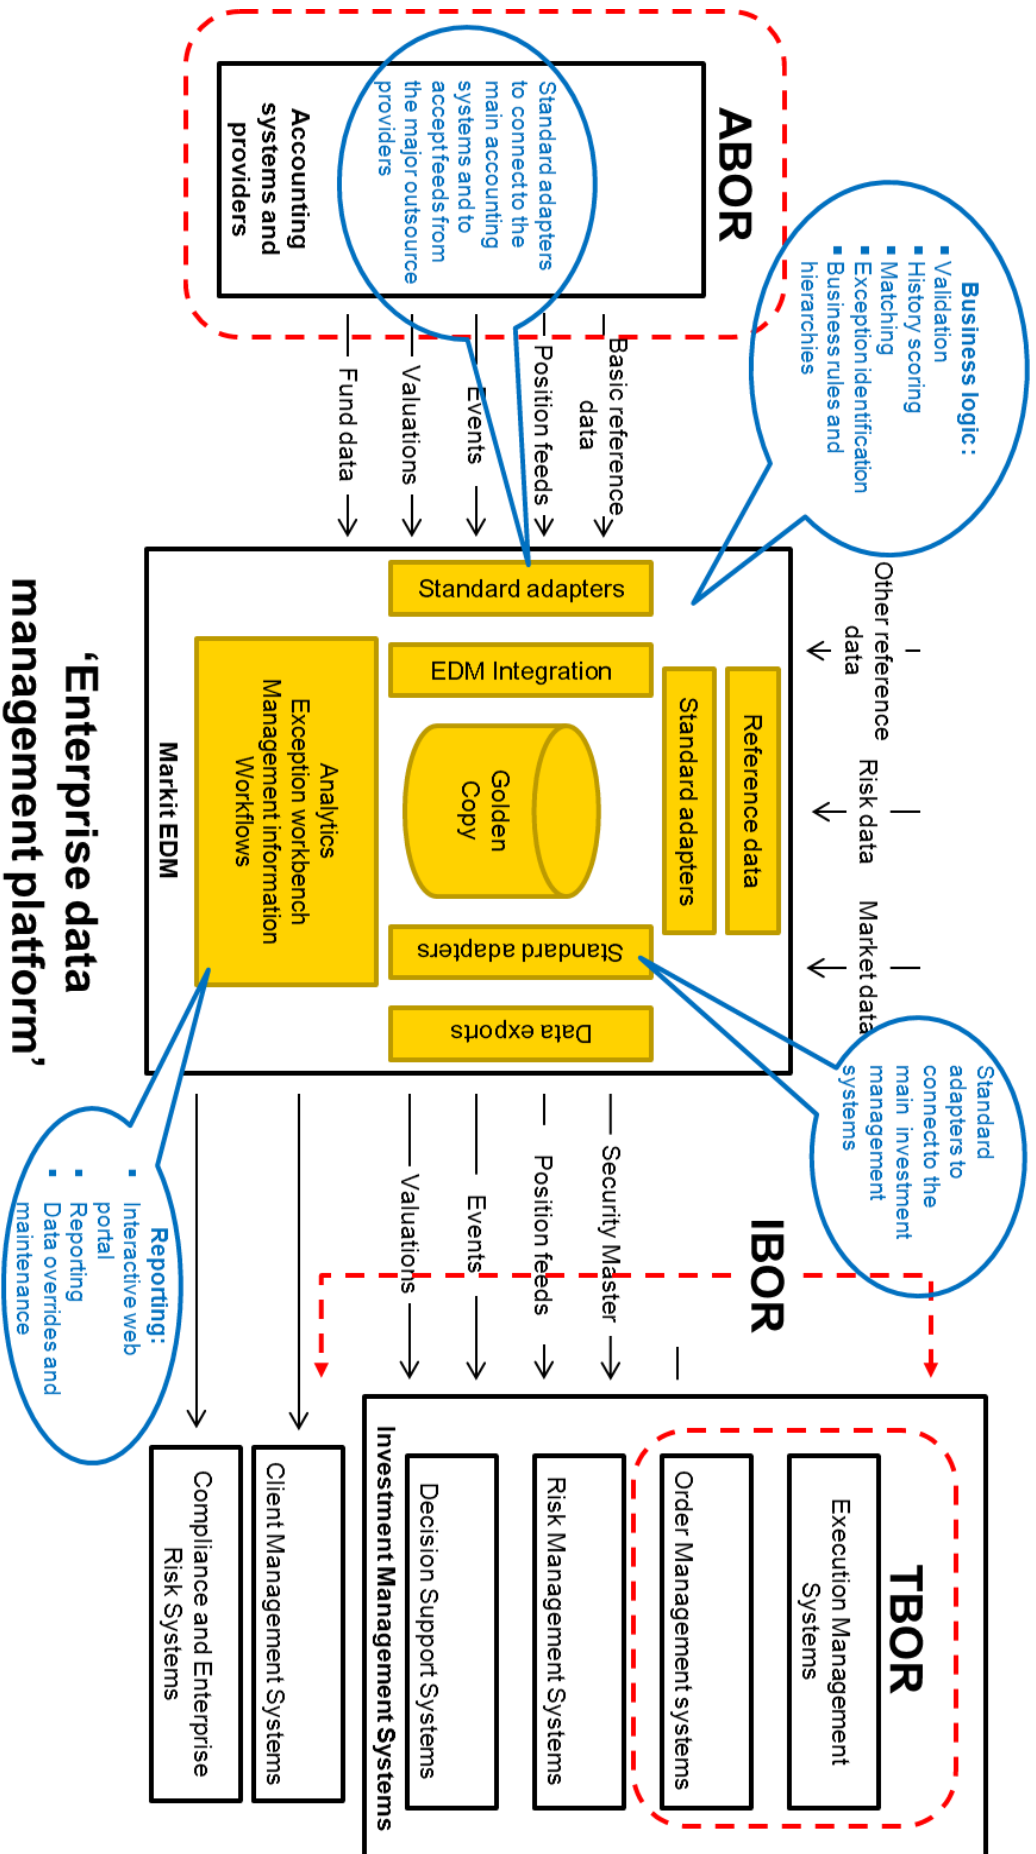 ABOR
Standard adapters
to connect to the
main accounting
systems and to
accept feeds from
the major outsource
providers
Accounting
systems and
providers
Business logic:
▪ Validation
▪ History scoring
▪ Matching
▪ Exception identification
▪ Business rules and
hierarchies
Basic reference
data
Position feeds
Events
Valuations
Fund data
Other reference
data
Risk data
Market data
Reference data
Standard adapters
Standard adapters
EDM Integration
Golden
Copy
Standard adapters
Data exports
Analytics
Exception workbench
Management information
Workflows
Markit EDM
‘Enterprise data
management platform’
Standard
adapters to
connect to the
main investment
management
systems
IBOR
Security Master
Position feeds
Events
Valuations
Reporting:
▪ Interactive web
portal
▪ Reporting
▪ Data overrides and
maintenance
TBOR
Execution Management
Systems
Order Management systems
Risk Management Systems
Decision Support Systems
Investment Management Systems
Client Management Systems
Compliance and Enterprise
Risk Systems